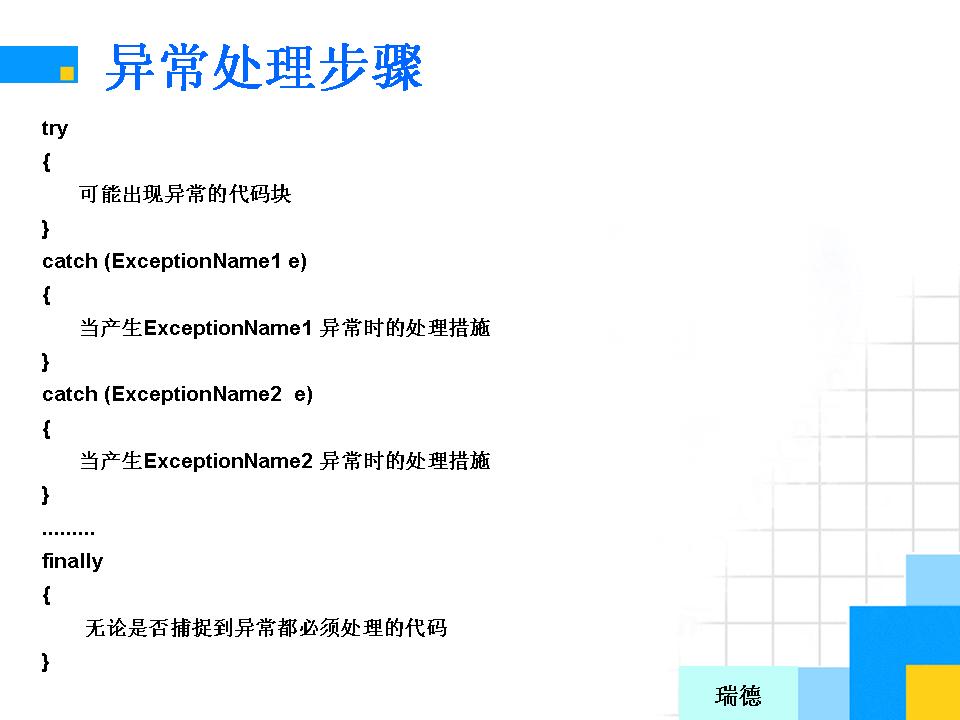 异常处理步骤
try
{
可能出现异常的代码块
}
catch (ExceptionName1 e)
{
当产生ExceptionName1 异常时的处理措施
}
catch (ExceptionName2  e)
{
当产生ExceptionName2 异常时的处理措施
}
.........
finally
{
无论是否捕捉到异常都必须处理的代码
}
瑞德